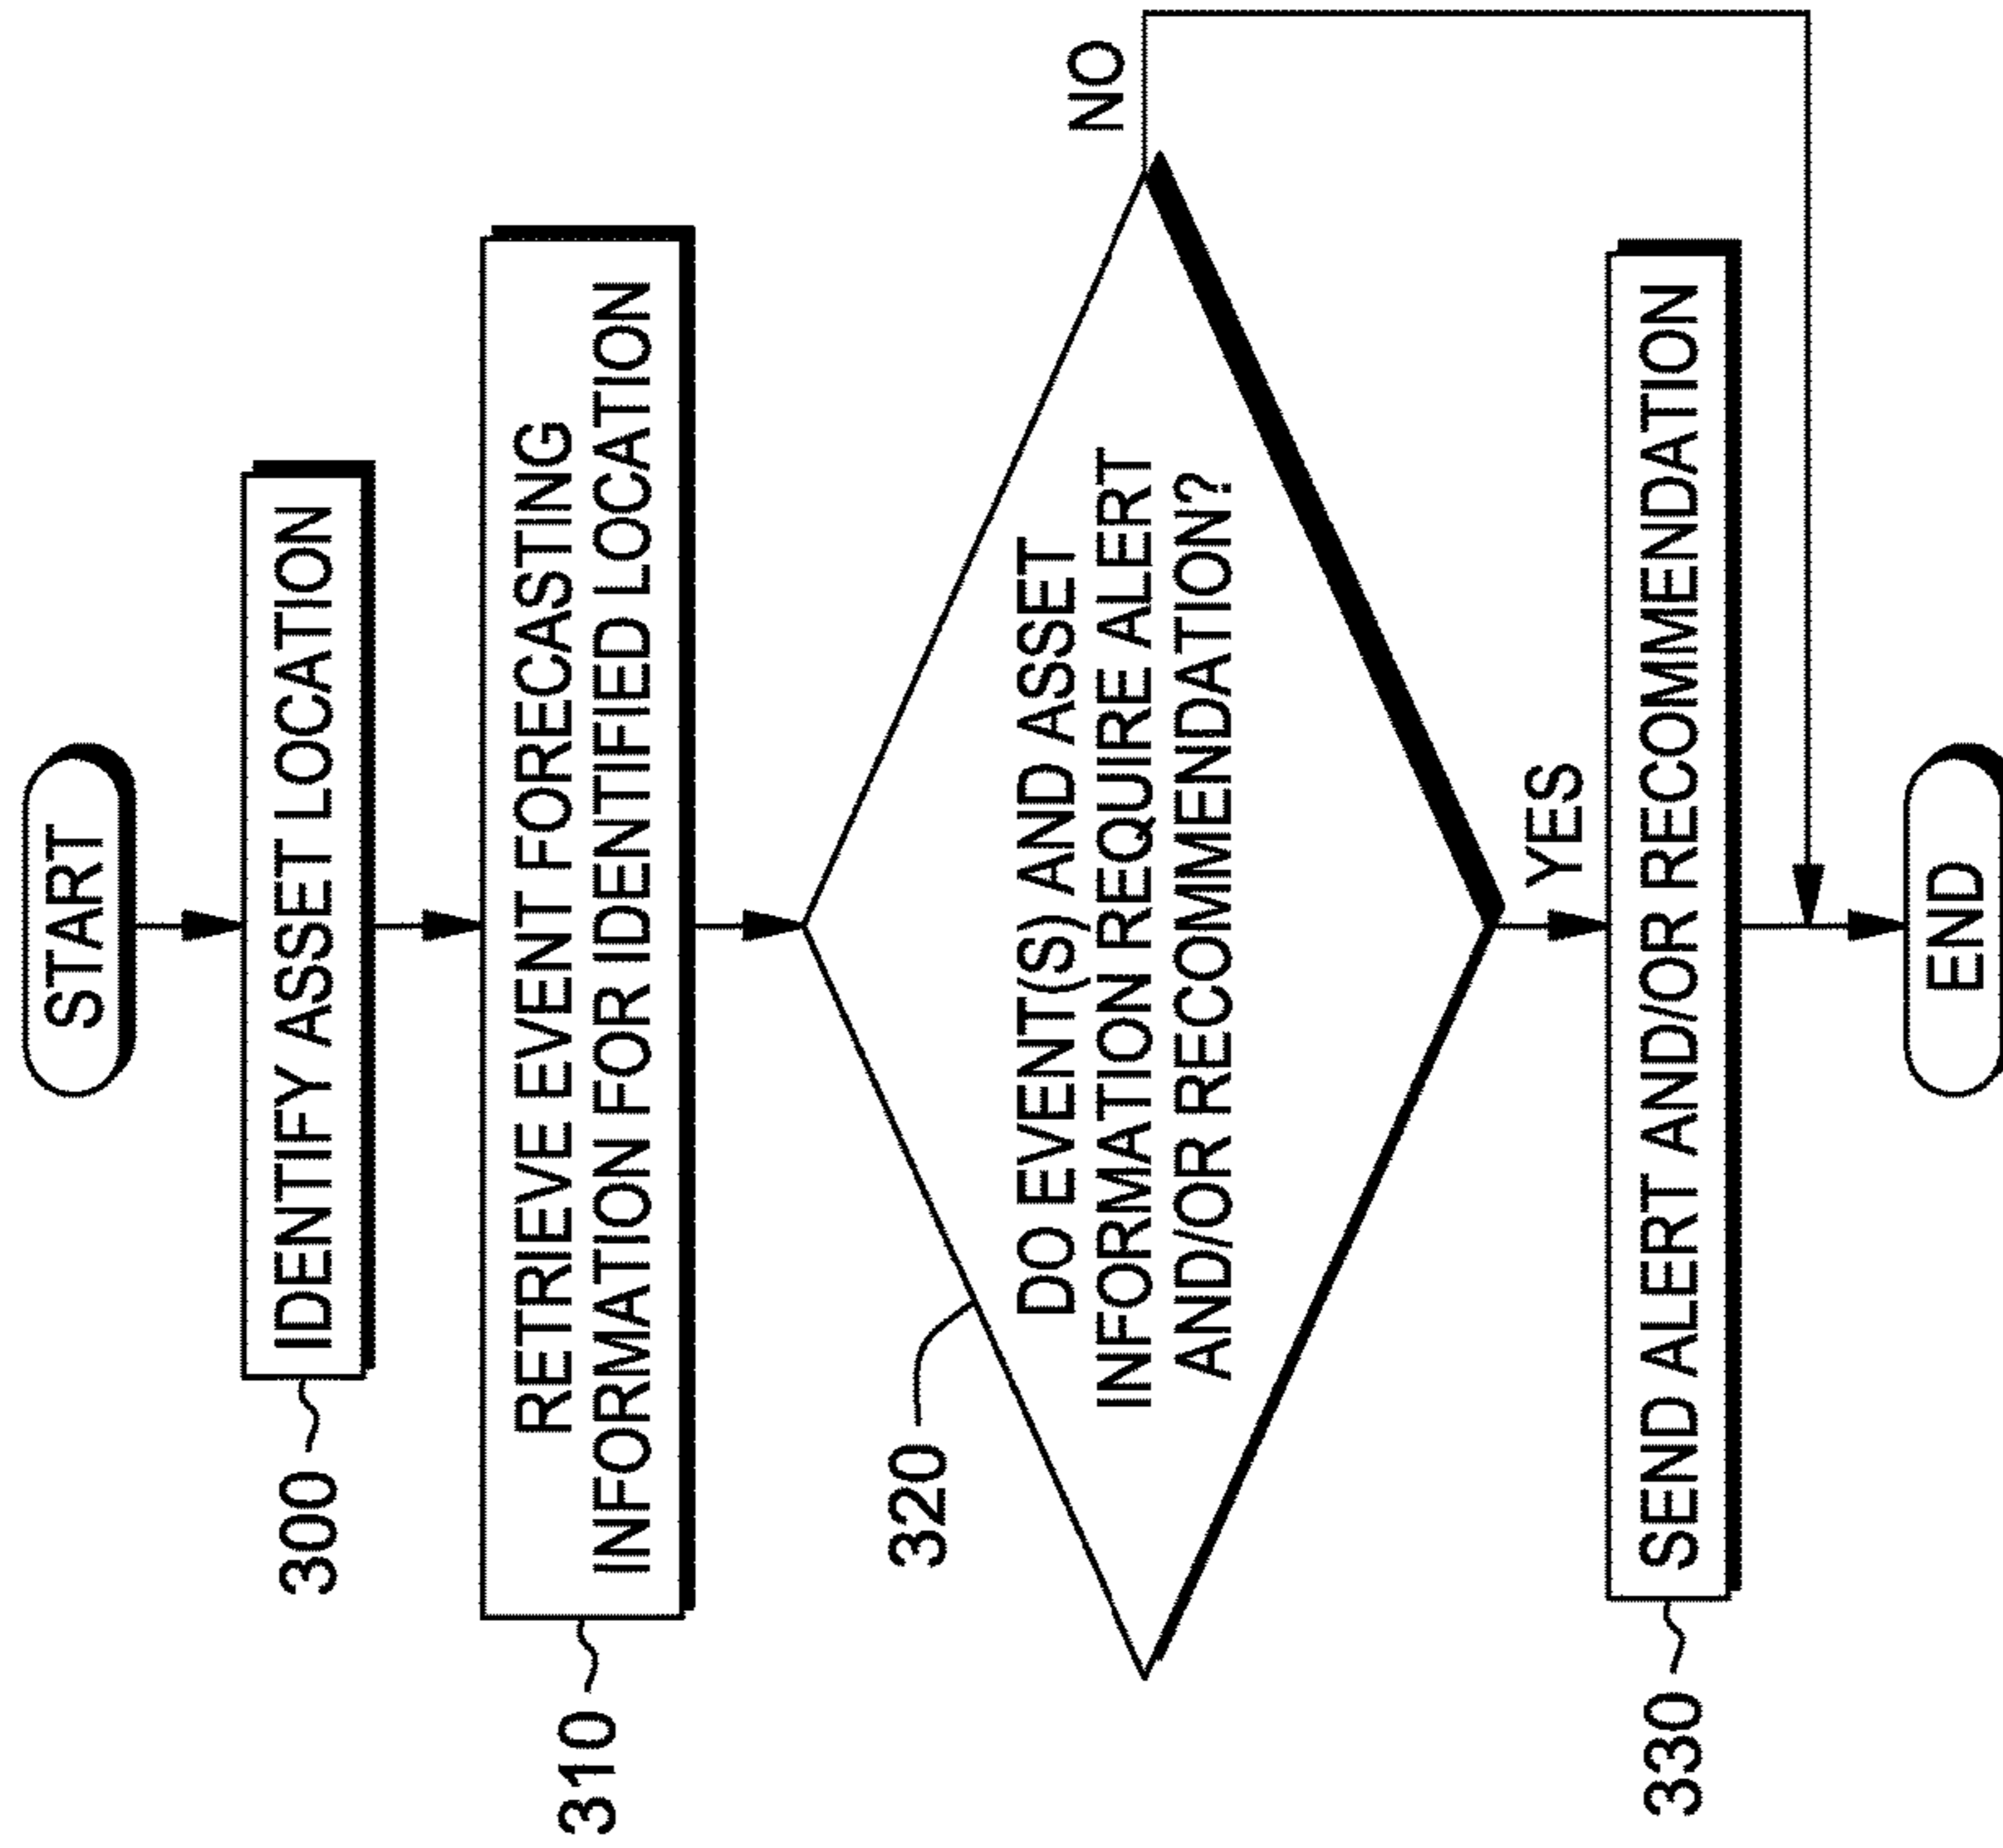 START
300
IDENTIFY ASSET LOCATION
310
RETRIEVE EVENT FORECASTING
INFORMATION FOR IDENTIFIED LOCATION
320
DO EVENT(S) AND ASSET
INFORMATION REQUIRE ALERT
AND/OR RECOMMENDATION?
NO
YES
330
SEND ALERT AND/OR RECOMMENDATION
END